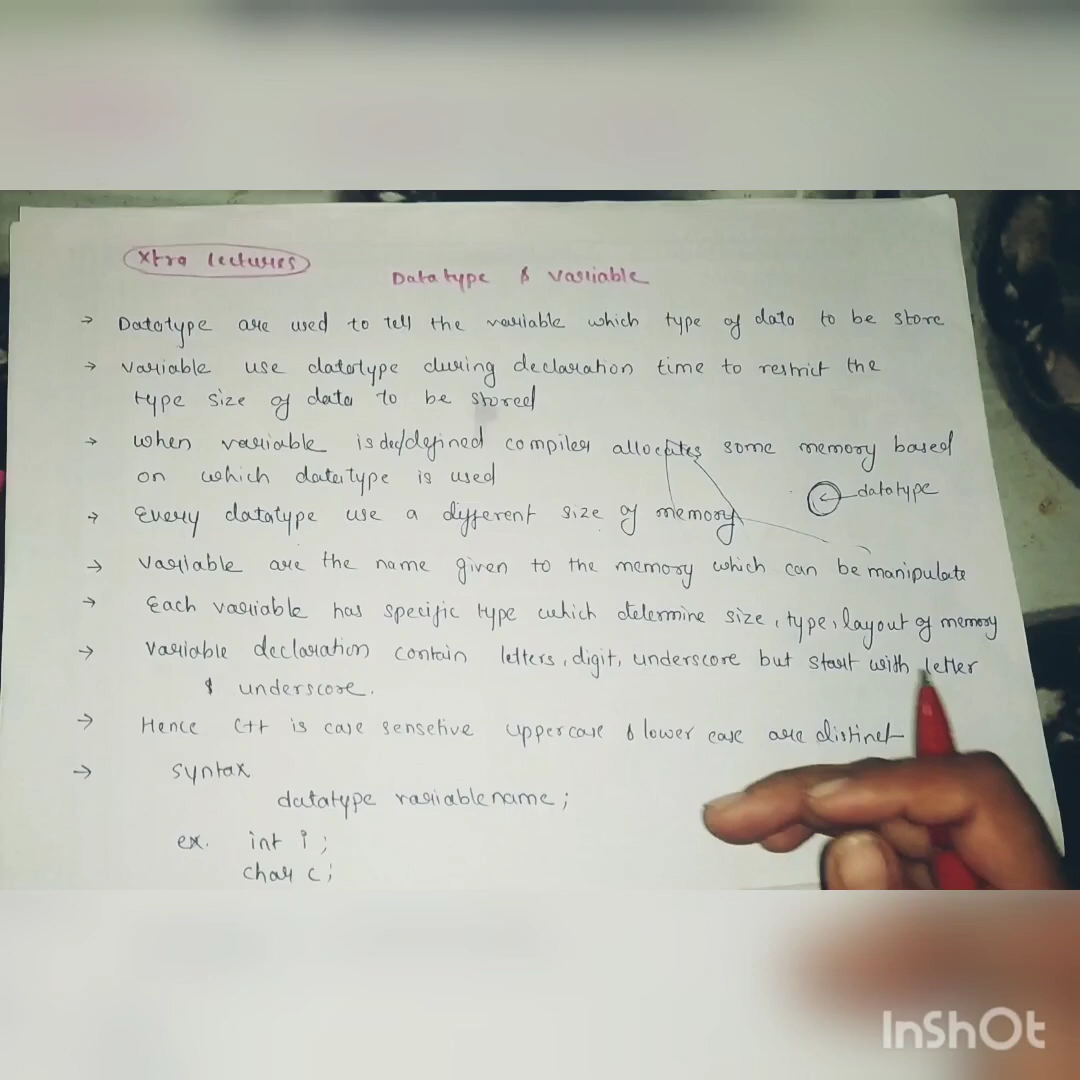 Xtra lectures
Datatype & variable
→ Datatype are used to tell the variable which type of data to be store
→ variable use datatype during declaration time to restrict the
type size of data to be stored
→ when variable is dec/defined compiler allocates some memory based
on which datatype is used
datatype
→ Every datatype use a different size of memory
→ variable are the name given to the memory which can be manipulate
→ Each variable has specific type which determine size, type, layout of memory
→ variable declaration contain letters, digit, underscore but start with letter
& underscore.
→ Hence C++ is case sensetive uppercase & lower case are distinct
→ syntax
datatype variablename;
ex. int i;
char c;
InShOt